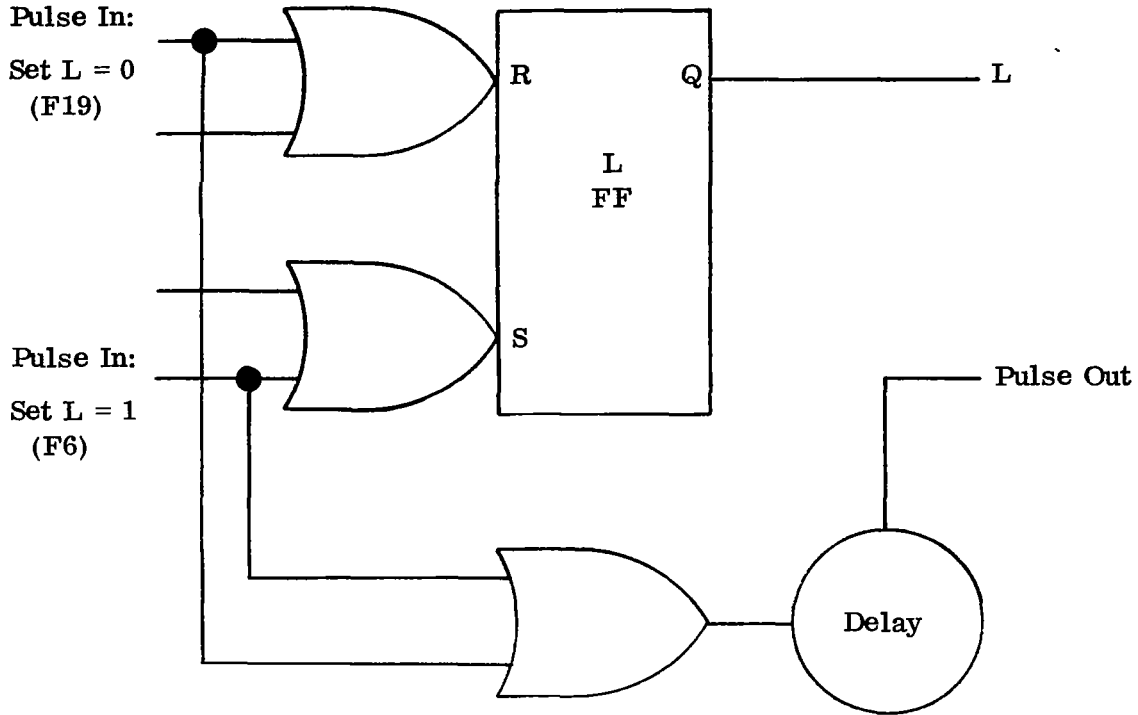 Pulse In:
Set L = 0
(F19)
R
Q
L
L
FF
S
Pulse In:
Set L = 1
(F6)
Pulse Out
Delay